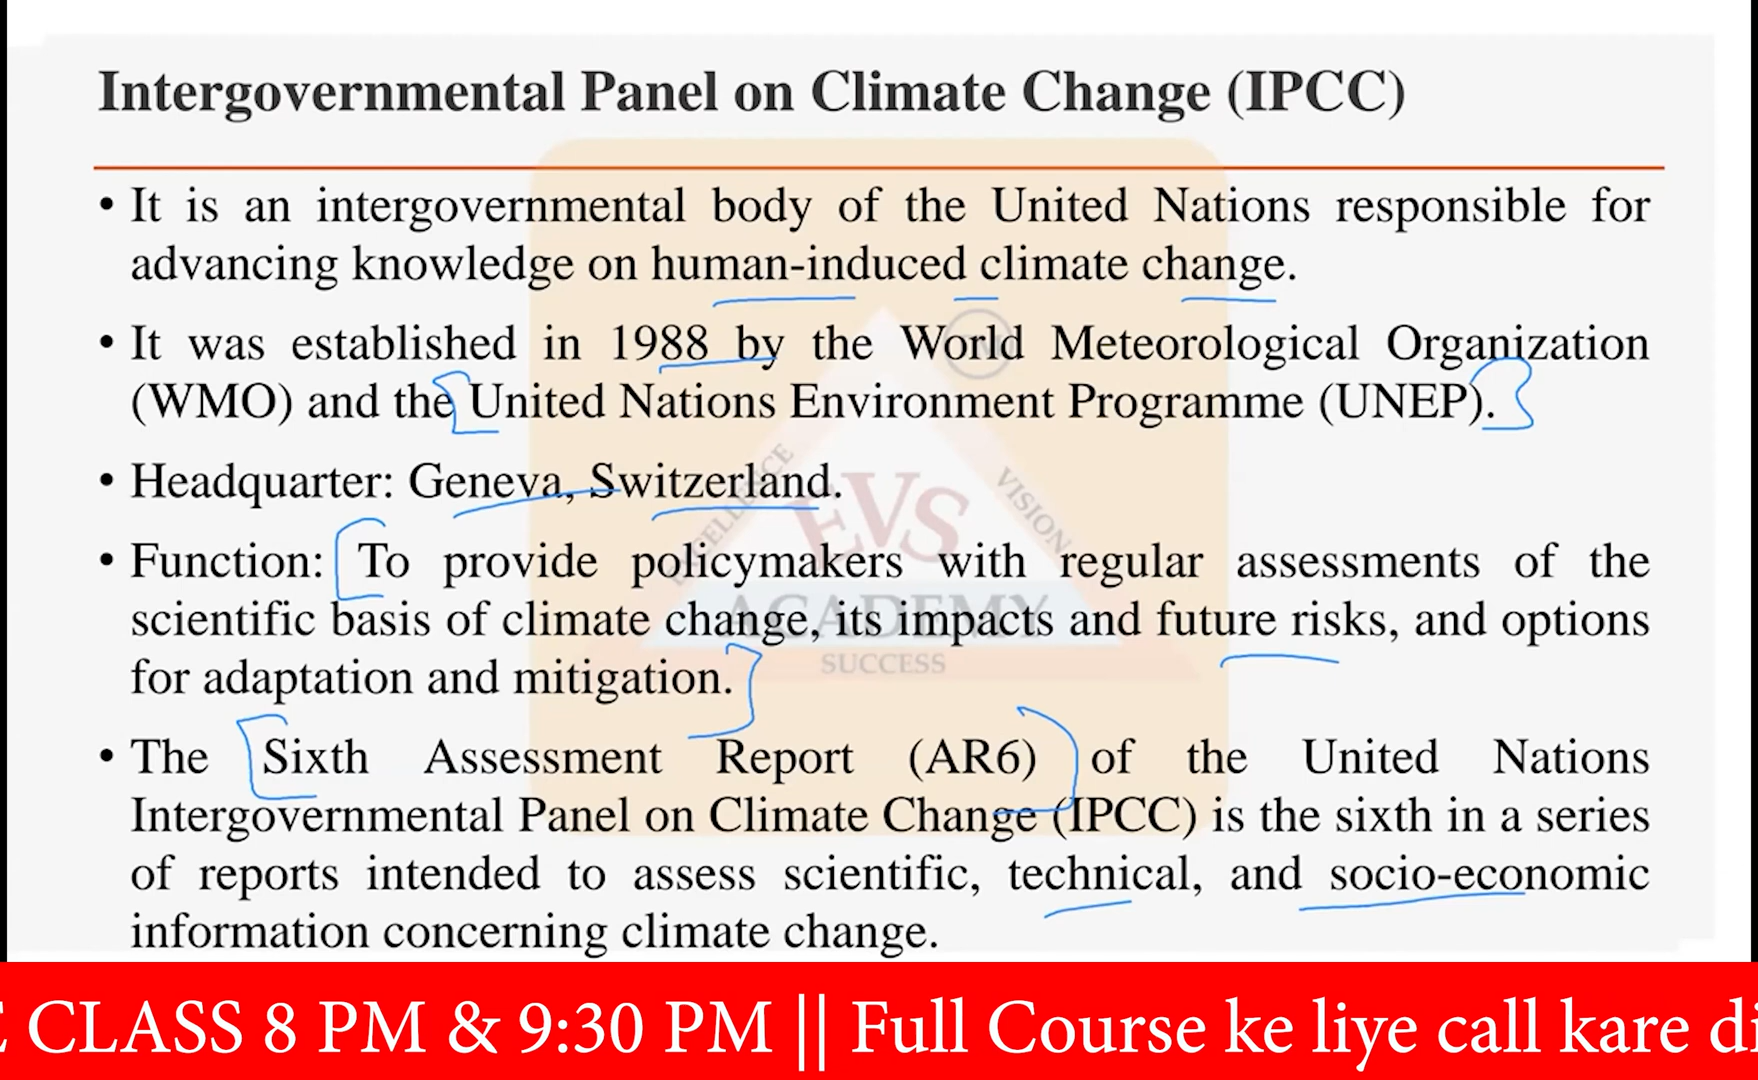 Intergovernmental Panel on Climate Change (IPCC)
• It is an intergovernmental body of the United Nations responsible for
advancing knowledge on human-induced climate change.
• It was established in 1988 by the World Meteorological Organization
(WMO) and the United Nations Environment Programme (UNEP).
• Headquarter: Geneva, Switzerland.
• Function: To provide policymakers with regular assessments of the
scientific basis of climate change, its impacts and future risks, and options
for adaptation and mitigation.
• The Sixth Assessment Report (AR6) of the United Nations
Intergovernmental Panel on Climate Change (IPCC) is the sixth in a series
of reports intended to assess scientific, technical, and socio-economic
information concerning climate change.
EXCELLENCE
VISION
EVS
ACADEMY
SUCCESS
CLASS 8 PM & 9:30 PM || Full Course ke liye call kare